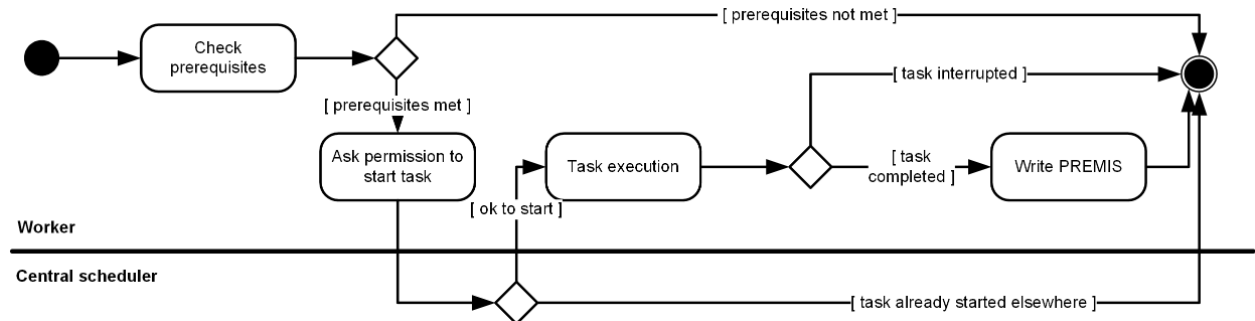 [ prerequisites not met ]
Check
prerequisites
[ task interrupted ]
[ prerequisites met ]
Ask permission to
start task
Task execution
[ task
completed ]
Write PREMIS
[ ok to start ]
Worker
Central scheduler
[ task already started elsewhere ]